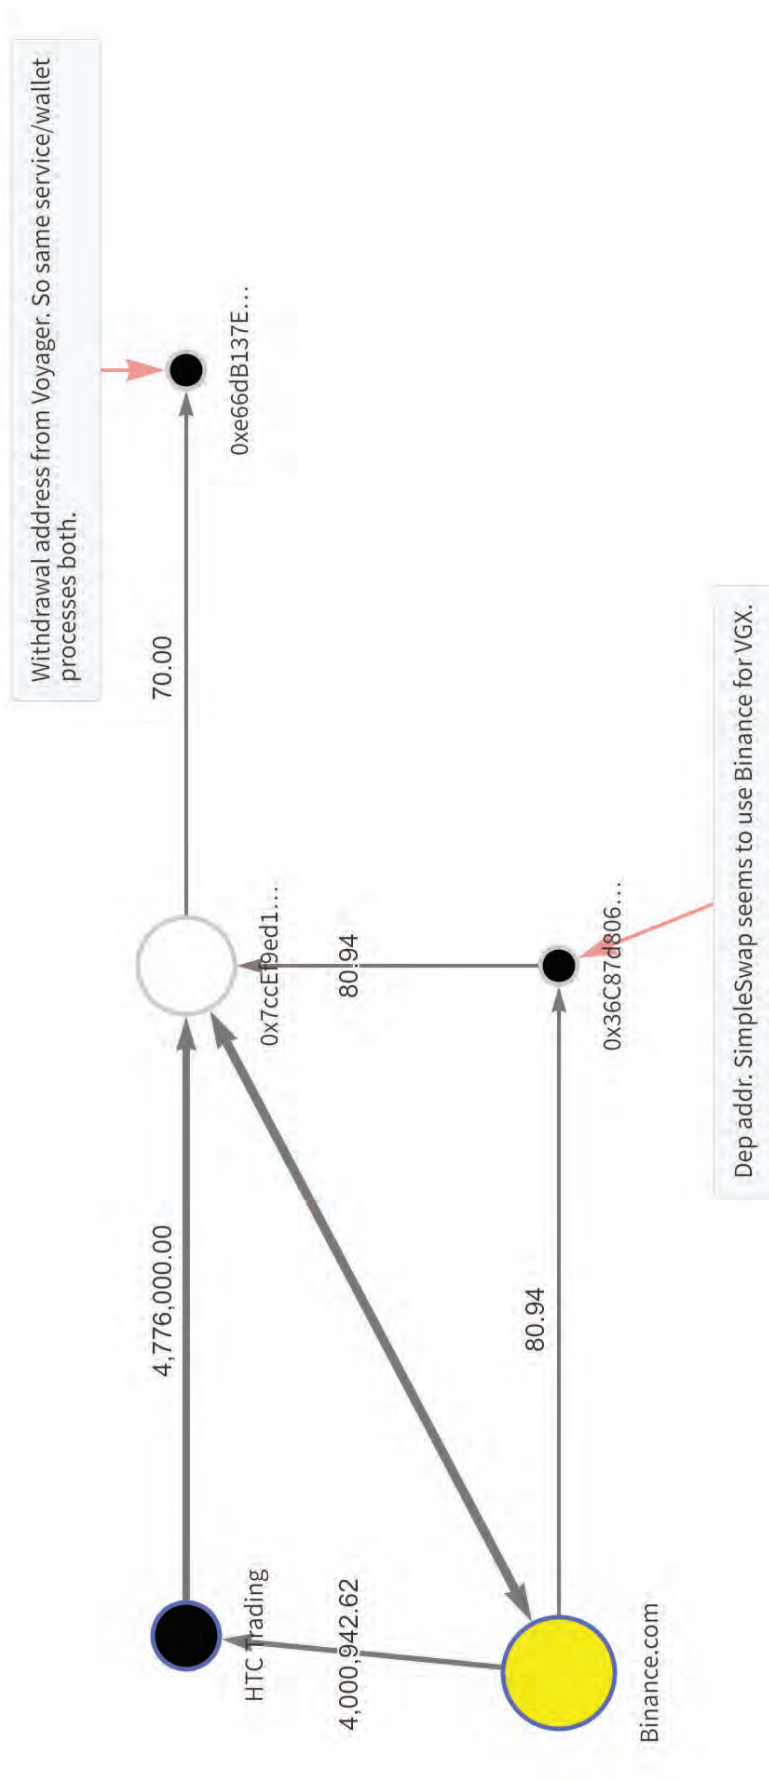 Withdrawal address from Voyager. So same service/wallet
processes both.
70.00
0xe66dB137E...
4,776,000.00
0x7ccEf9ed1...
80.94
HTC Trading
4,000,942.62
80.94
0x36C87d806...
Binance.com
Dep addr. SimpleSwap seems to use Binance for VGX.